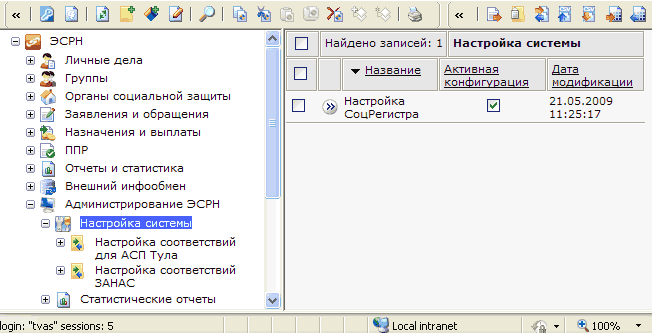 ЭСРН
Личные дела
Группы
Органы социальной защиты
Заявления и обращения
Назначения и выплаты
ППР
Отчеты и статистика
Внешний инфообмен
Администрирование ЭСРН
Настройка системы
Настройка соответствий
для АСП Тула
Настройка соответствий
ЗАНАС
Статистические отчеты
Найдено записей: 1 Настройка системы
Название Активная Дата
конфигурация модификации
Настройка 21.05.2009
СоцРегистра 11:25:17
login: "tvas" sessions: 5 Local intranet 100%